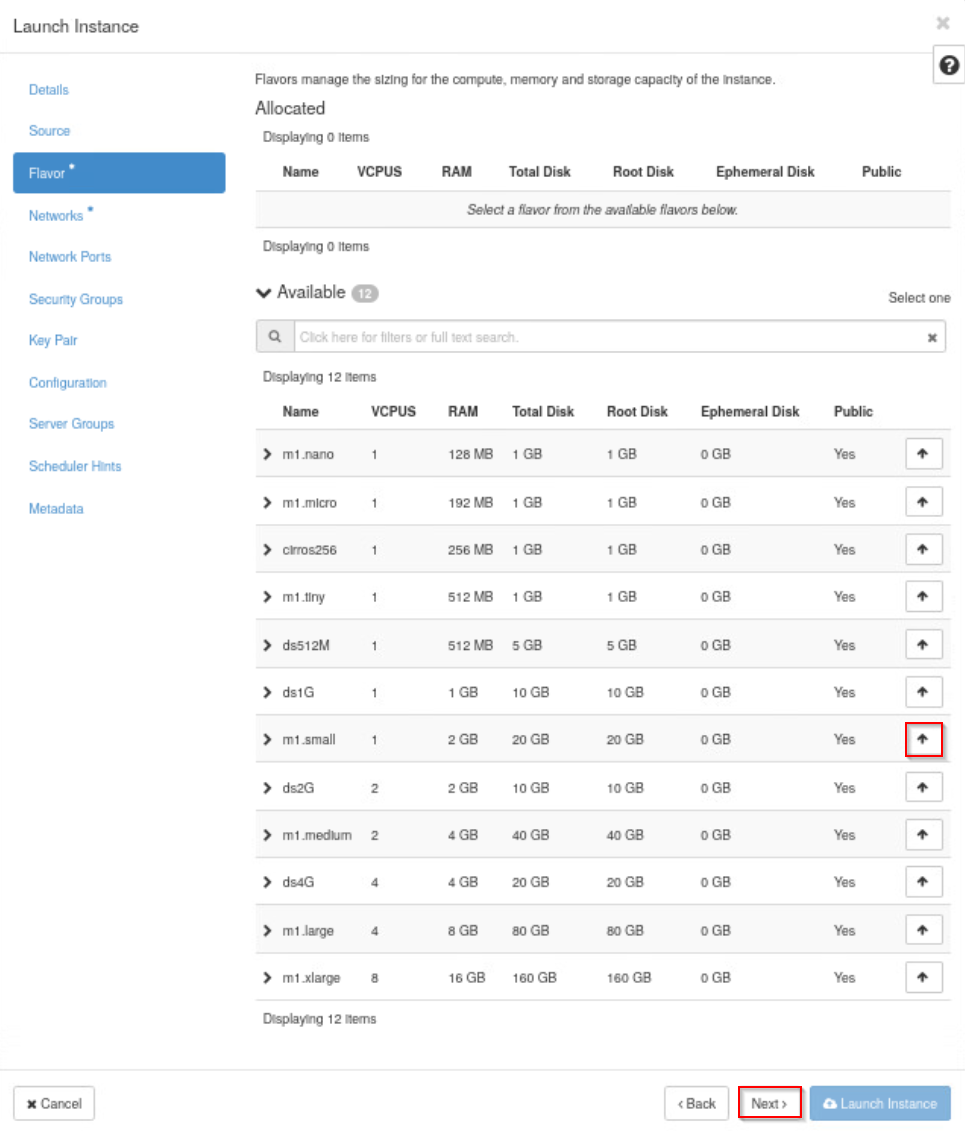 Launch Instance
Details
Source
Flavor *
Networks *
Network Ports
Security Groups
Key Pair
Configuration
Server Groups
Scheduler Hints
Metadata
Flavors manage the sizing for the compute, memory and storage capacity of the instance.
Allocated
Displaying 0 items
Name VCPUS RAM Total Disk Root Disk Ephemeral Disk Public
Select a flavor from the available flavors below.
Displaying 0 items
Available 12
Select one
Click here for filters or full text search.
Displaying 12 items
Name VCPUS RAM Total Disk Root Disk Ephemeral Disk Public
m1.nano 1 128 MB 1 GB 1 GB 0 GB Yes
m1.micro 1 192 MB 1 GB 1 GB 0 GB Yes
cirros256 1 256 MB 1 GB 1 GB 0 GB Yes
m1.tiny 1 512 MB 1 GB 1 GB 0 GB Yes
ds512M 1 512 MB 5 GB 5 GB 0 GB Yes
ds1G 1 1 GB 10 GB 10 GB 0 GB Yes
m1.small 1 2 GB 20 GB 20 GB 0 GB Yes
ds2G 2 2 GB 10 GB 10 GB 0 GB Yes
m1.medium 2 4 GB 40 GB 40 GB 0 GB Yes
ds4G 4 4 GB 20 GB 20 GB 0 GB Yes
m1.large 4 8 GB 80 GB 80 GB 0 GB Yes
m1.xlarge 8 16 GB 160 GB 160 GB 0 GB Yes
Displaying 12 items
Cancel
Back
Next
Launch Instance